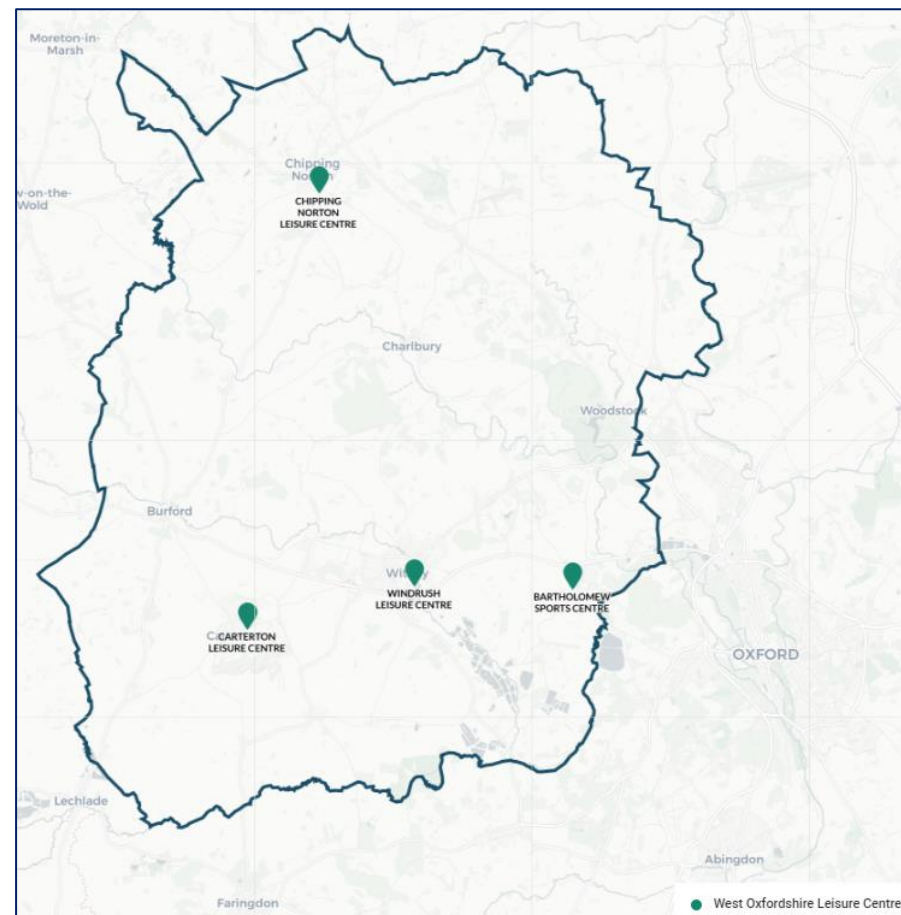 Moreton-in-
Marsh
Chipping
Norton
CHIPPING
NORTON
LEISURE CENTRE
w-on-the-
Wold
Charlbury
Woodstock
Burford
Witney
WINDRUSH
LEISURE CENTRE
BARTHOLOMEW
SPORTS CENTRE
CARTERTON
LEISURE CENTRE
OXFORD
Lechlade
Abingdon
Faringdon
West Oxfordshire Leisure Centre